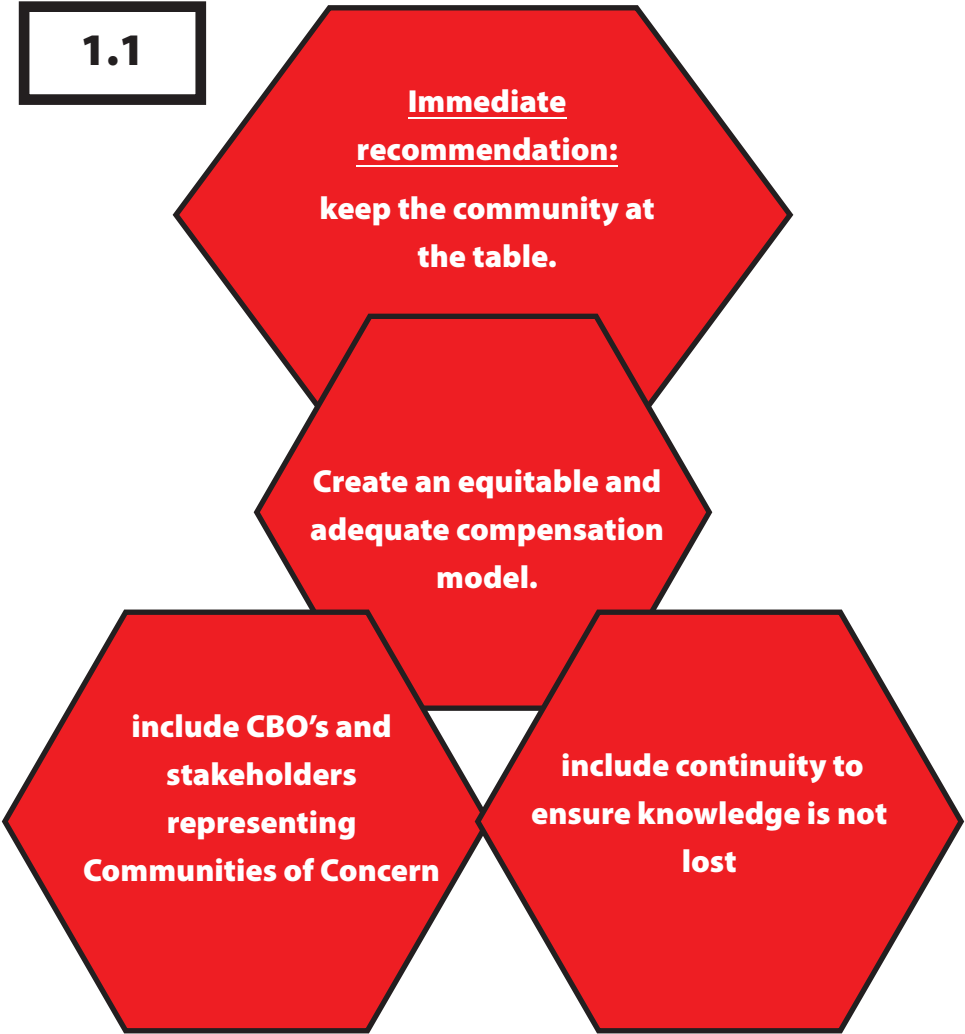 1.1
Immediate
recommendation:
keep the community at
the table.
Create an equitable and
adequate compensation
model.
include CBO’s and
stakeholders
representing
Communities of Concern
include continuity to
ensure knowledge is not
lost